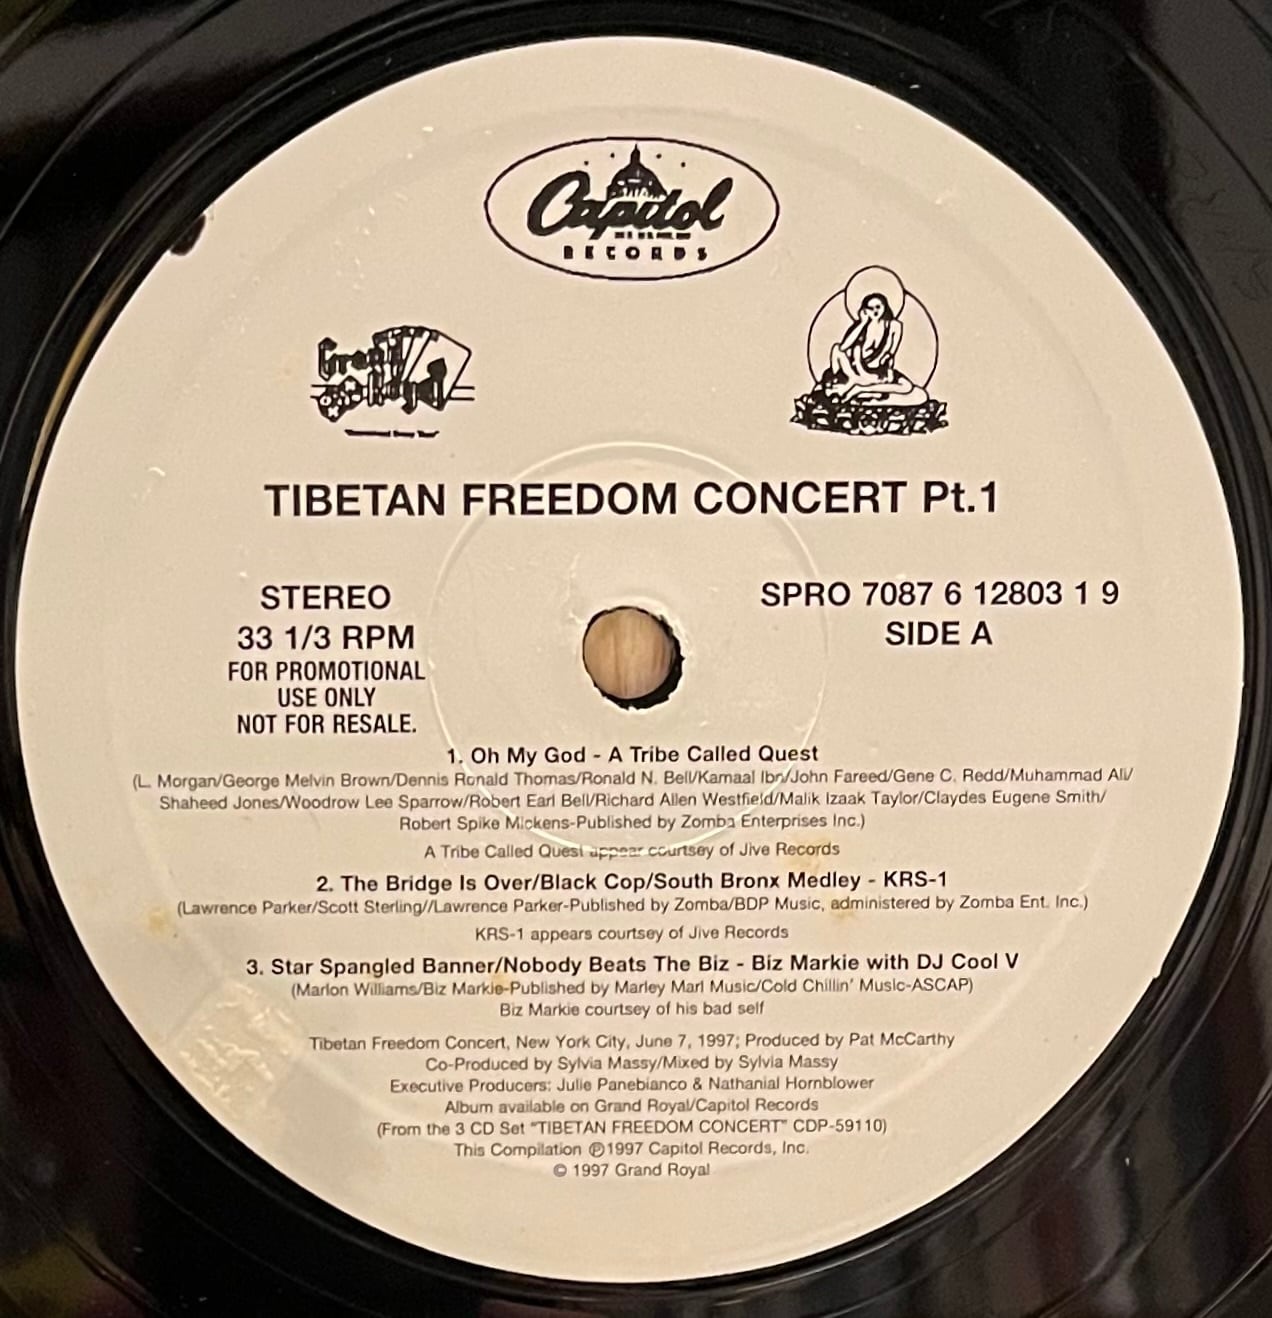 Capitol
RECORDS
Grand
Royal
TIBETAN FREEDOM CONCERT Pt.1
STEREO
33 1/3 RPM
FOR PROMOTIONAL
USE ONLY
NOT FOR RESALE.
SPRO 7087 6 12803 1 9
SIDE A
1. Oh My God - A Tribe Called Quest
(L. Morgan/George Melvin Brown/Dennis Ronald Thomas/Ronald N. Bell/Kamaal Ibn/John Fareed/Gene C. Redd/Muhammad Ali/
Shaheed Jones/Woodrow Lee Sparrow/Robert Earl Bell/Richard Allen Westfield/Malik Izaak Taylor/Claydes Eugene Smith/
Robert Spike Mickens-Published by Zomba Enterprises Inc.)
A Tribe Called Quest appear courtsey of Jive Records
2. The Bridge Is Over/Black Cop/South Bronx Medley - KRS-1
(Lawrence Parker/Scott Sterling//Lawrence Parker-Published by Zomba/BDP Music, administered by Zomba Ent. Inc.)
KRS-1 appears courtsey of Jive Records
3. Star Spangled Banner/Nobody Beats The Biz - Biz Markie with DJ Cool V
(Marlon Williams/Biz Markie-Published by Marley Marl Music/Cold Chillin' Music-ASCAP)
Biz Markie courtsey of his bad self
Tibetan Freedom Concert, New York City, June 7, 1997; Produced by Pat McCarthy
Co-Produced by Sylvia Massy/Mixed by Sylvia Massy
Executive Producers: Julie Panebianco & Nathanial Hornblower
Album available on Grand Royal/Capitol Records
(From the 3 CD Set "TIBETAN FREEDOM CONCERT" CDP-59110)
This Compilation ℗1997 Capitol Records, Inc.
© 1997 Grand Royal